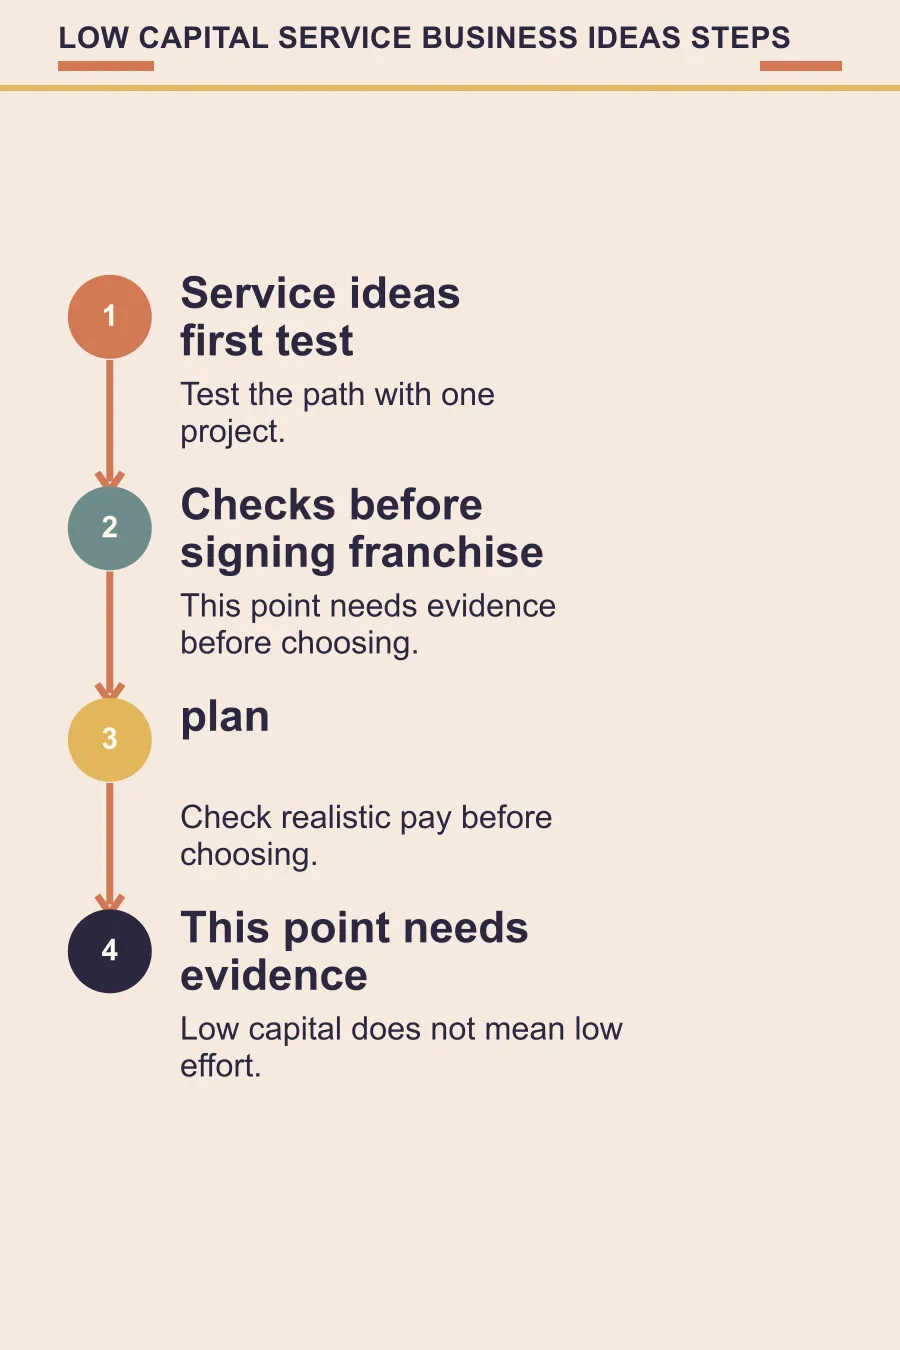 LOW CAPITAL SERVICE BUSINESS IDEAS STEPS
1
Service ideas
first test
Test the path with one
project.
2
Checks before
signing franchise
This point needs evidence
before choosing.
3
plan
Check realistic pay before
choosing.
4
This point needs
evidence
Low capital does not mean low
effort.